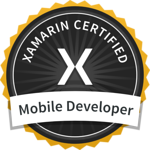 XAMARIN CERTIFIED
X
Mobile Developer